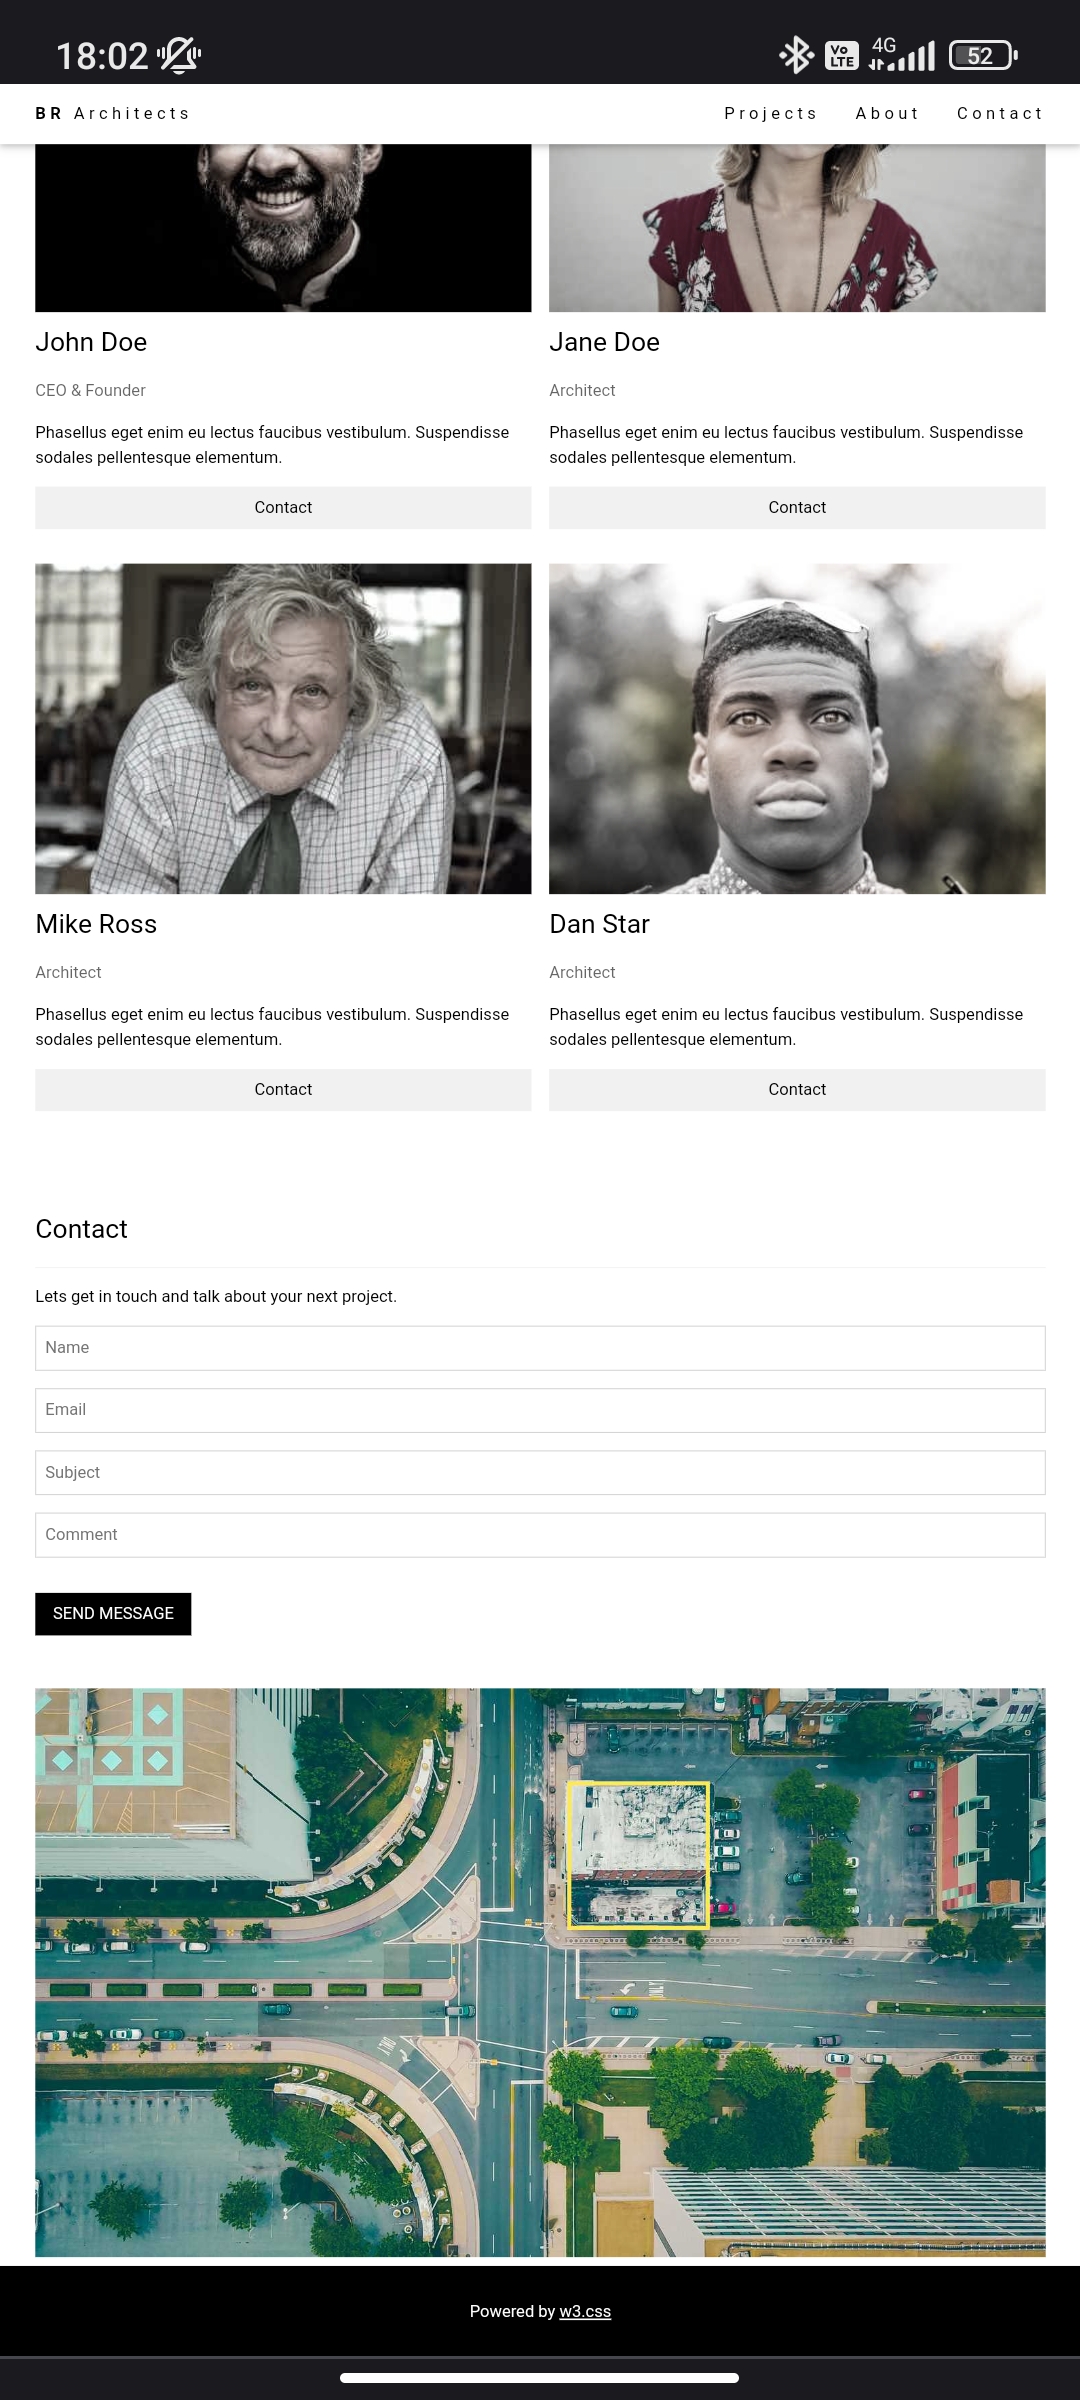 18:02 Vo LTE 4G 52
BR Architects Projects About Contact
John Doe
CEO & Founder
Phasellus eget enim eu lectus faucibus vestibulum. Suspendisse
sodales pellentesque elementum.
Contact
Jane Doe
Architect
Phasellus eget enim eu lectus faucibus vestibulum. Suspendisse
sodales pellentesque elementum.
Contact
Mike Ross
Architect
Phasellus eget enim eu lectus faucibus vestibulum. Suspendisse
sodales pellentesque elementum.
Contact
Dan Star
Architect
Phasellus eget enim eu lectus faucibus vestibulum. Suspendisse
sodales pellentesque elementum.
Contact
Contact
Lets get in touch and talk about your next project.
Name
Email
Subject
Comment
SEND MESSAGE
Powered by w3.css